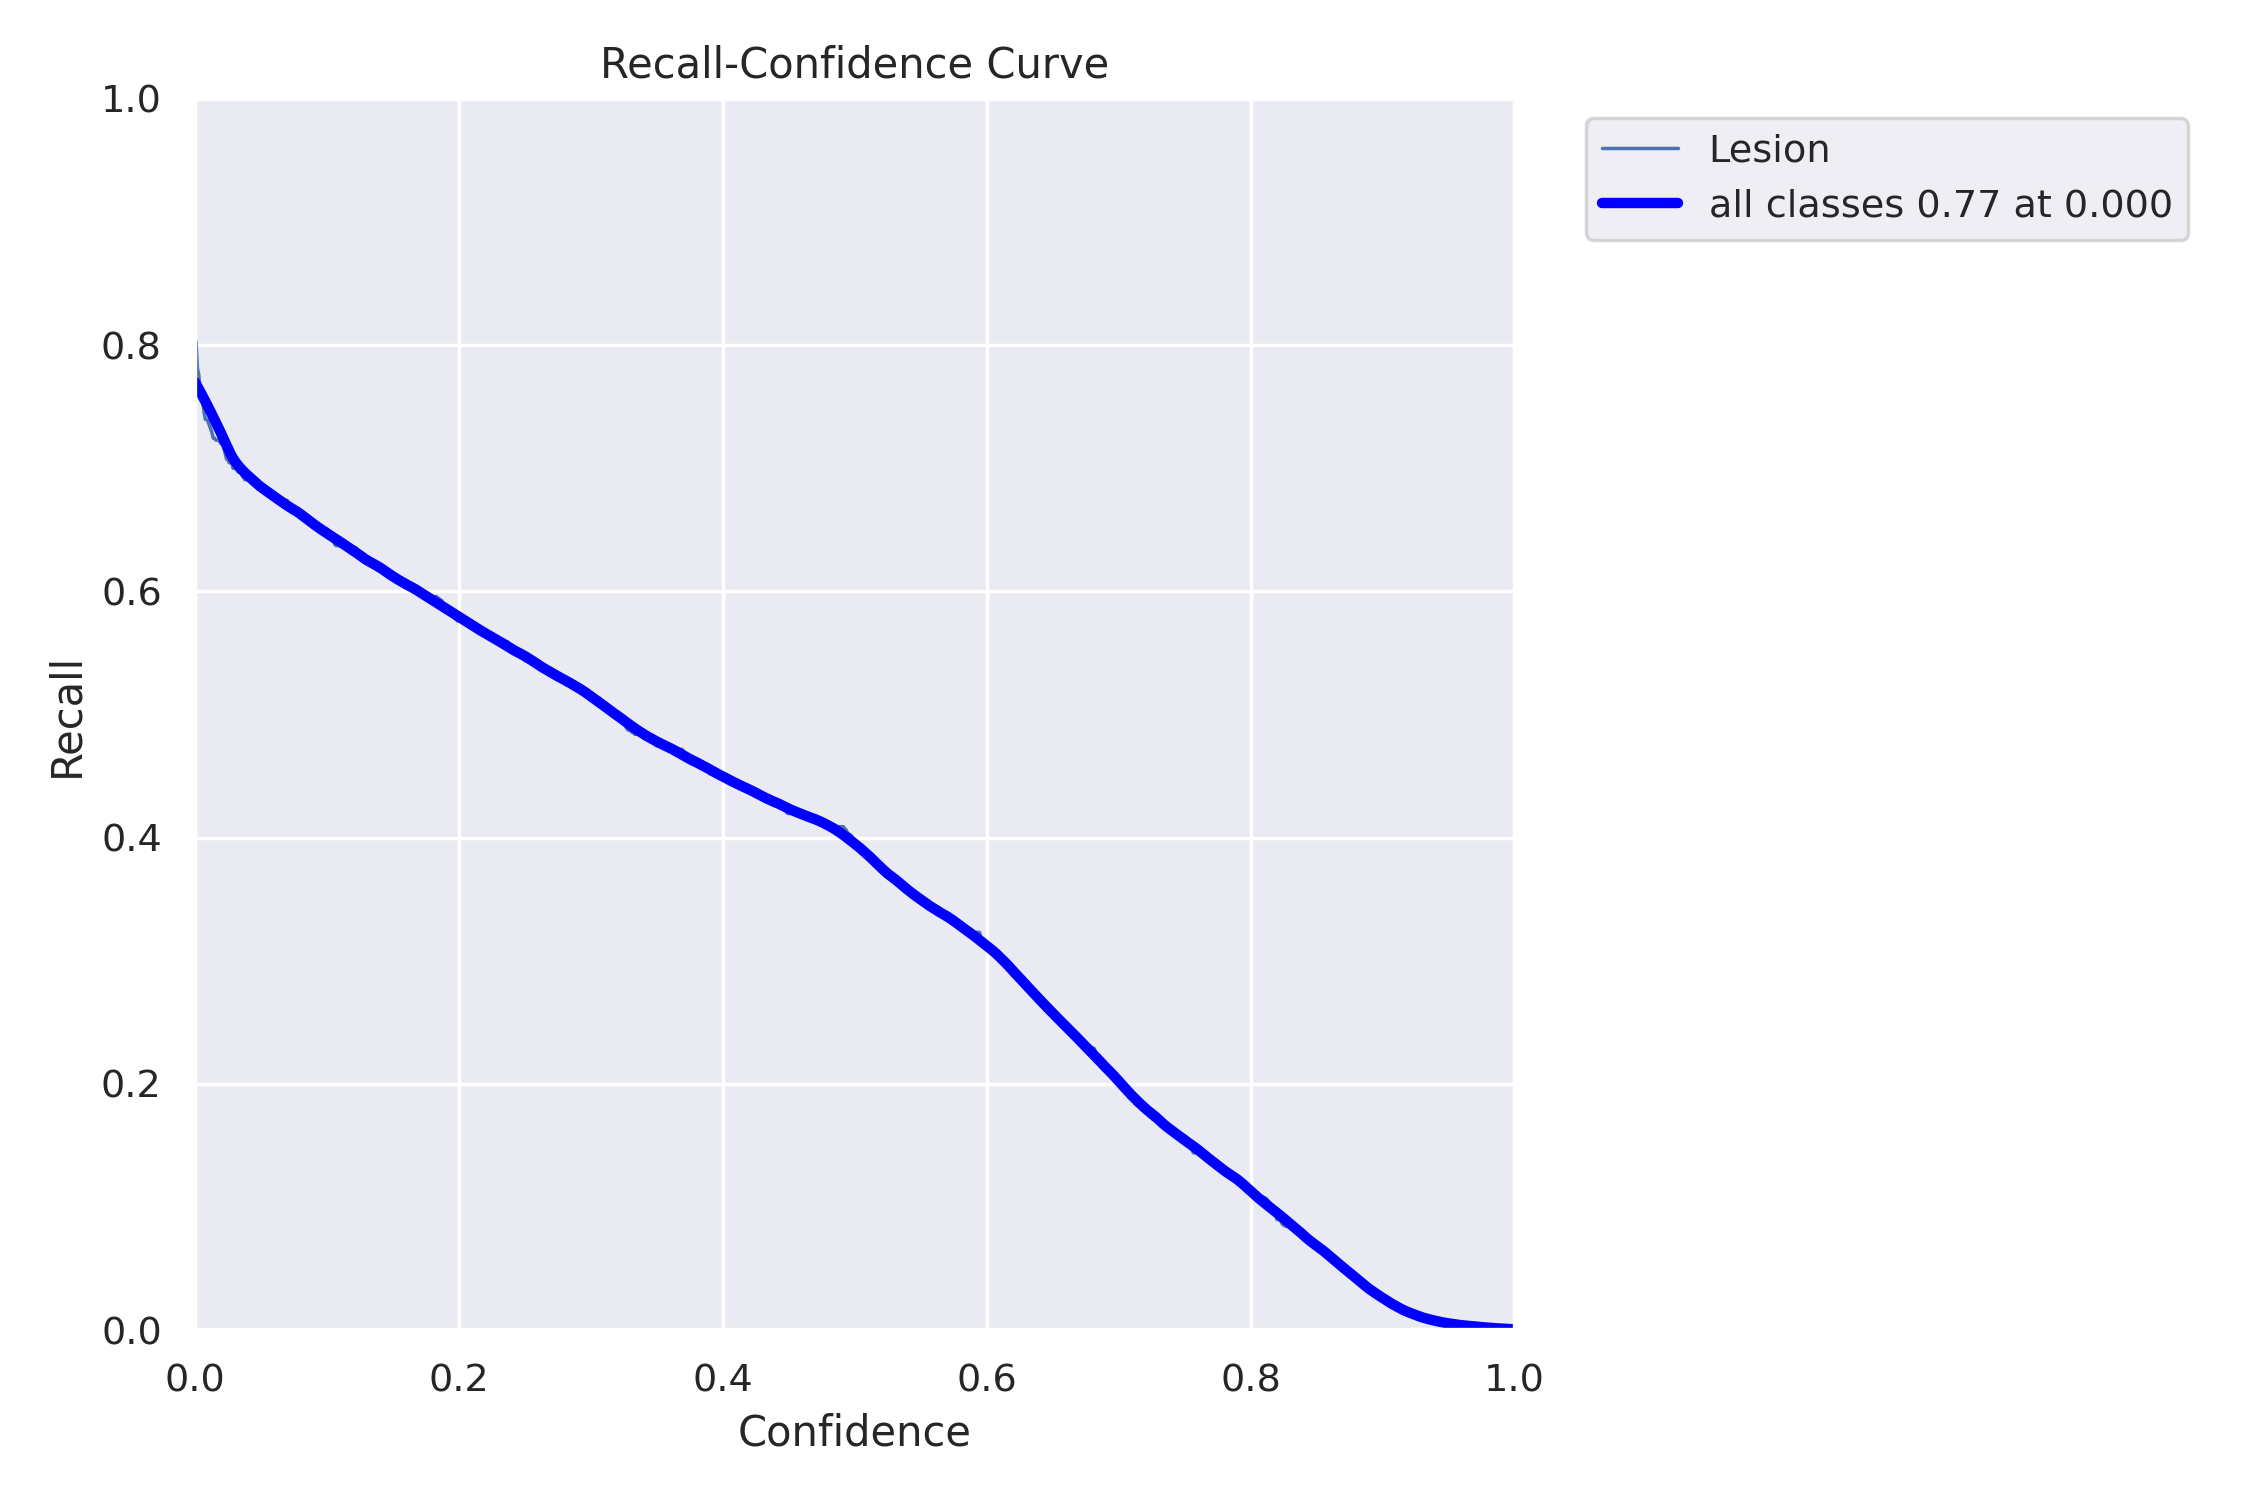 Recall-Confidence Curve
1.0
0.8
0.6
0.4
0.2
0.0
Recall
0.0 0.2 0.4 0.6 0.8 1.0
Confidence
Lesion
all classes 0.77 at 0.000